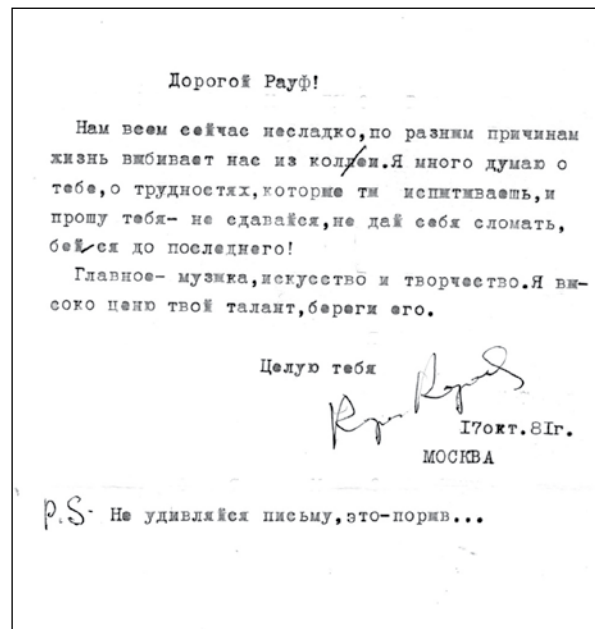 Дорогой Рауф!
Нам всем сейчас несладко,по разным причинам
жизнь выбивает нас из колеи.Я много думаю о
тебе,о трудностях,которые ты испытываешь,и
прошу тебя- не сдавайся,не дай себя сломать,
бейся до последнего!
Главное- музыка,искусство и творчество.Я вы-
соко ценю твой талант,береги его.
Целую тебя
17окт.81г.
МОСКВА
P.S. Не удивляйся письму,это-порыв...